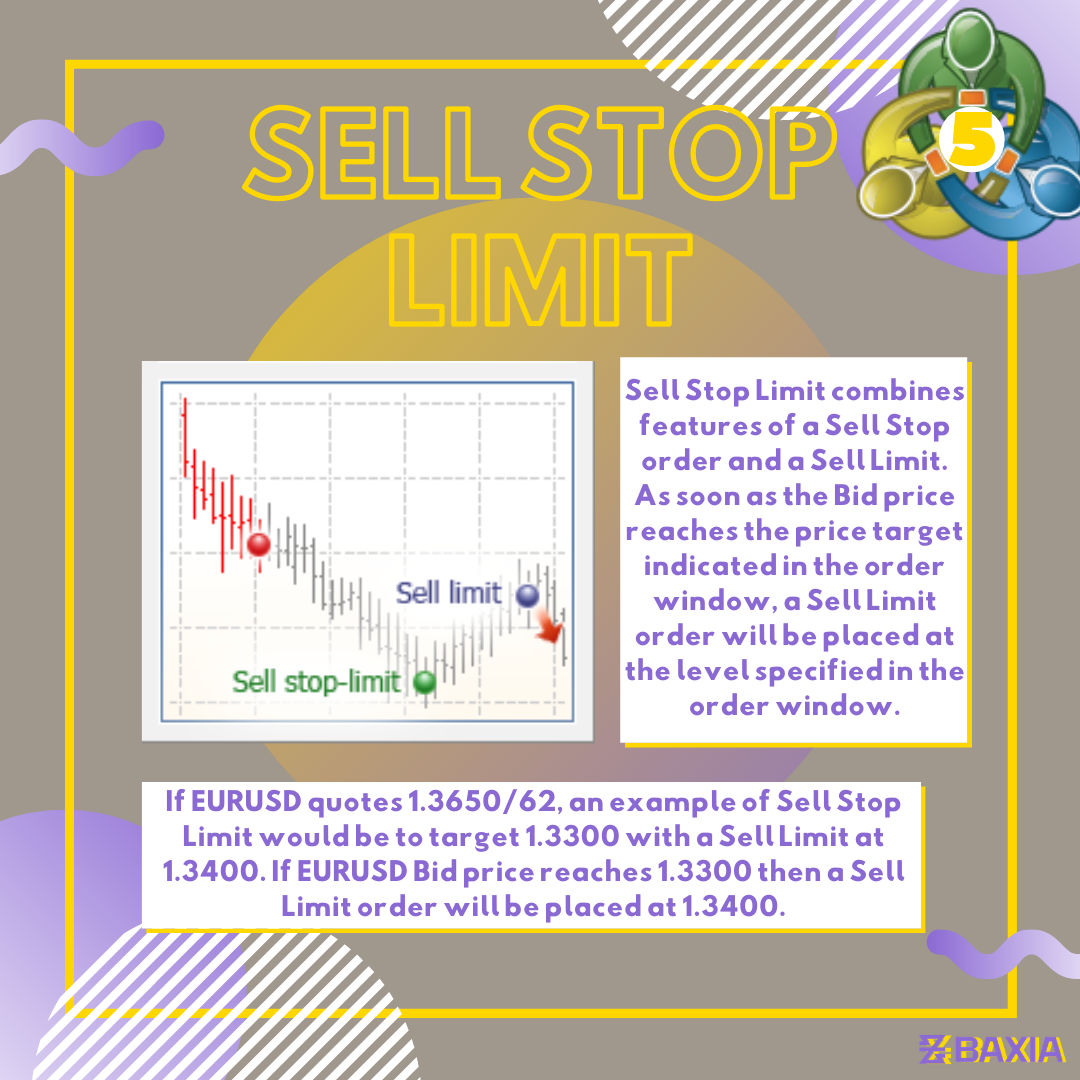 5
SELL STOP
LIMIT
Sell limit
Sell stop-limit
Sell Stop Limit combines
features of a Sell Stop
order and a Sell Limit.
As soon as the Bid price
reaches the price target
indicated in the order
window, a Sell Limit
order will be placed at
the level specified in the
order window.
If EURUSD quotes 1.3650/62, an example of Sell Stop
Limit would be to target 1.3300 with a Sell Limit at
1.3400. If EURUSD Bid price reaches 1.3300 then a Sell
Limit order will be placed at 1.3400.
BAXIA